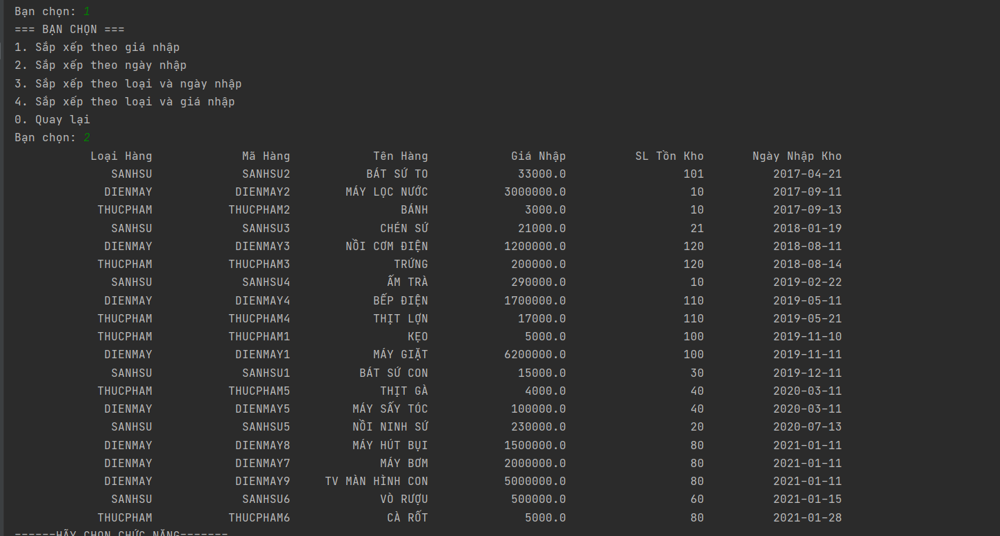 Bạn chọn: 1
=== BẠN CHỌN ===
1. Sắp xếp theo giá nhập
2. Sắp xếp theo ngày nhập
3. Sắp xếp theo loại và ngày nhập
4. Sắp xếp theo loại và giá nhập
0. Quay lại
Bạn chọn: 2
Loại Hàng Mã Hàng Tên Hàng Giá Nhập SL Tồn Kho Ngày Nhập Kho
SANHSU SANHSU2 BÁT SỨ TO 33000.0 101 2017-04-21
DIENMAY DIENMAY2 MÁY LỌC NƯỚC 3000000.0 10 2017-09-11
THUCPHAM THUCPHAM2 BÁNH 3000.0 10 2017-09-13
SANHSU SANHSU3 CHÉN SỨ 21000.0 21 2018-01-19
DIENMAY DIENMAY3 NỒI CƠM ĐIỆN 1200000.0 120 2018-08-11
THUCPHAM THUCPHAM3 TRỨNG 200000.0 120 2018-08-14
SANHSU SANHSU4 ẤM TRÀ 290000.0 10 2019-02-22
DIENMAY DIENMAY4 BẾP ĐIỆN 1700000.0 110 2019-05-11
THUCPHAM THUCPHAM4 THỊT LỢN 17000.0 110 2019-05-21
THUCPHAM THUCPHAM1 KẸO 5000.0 100 2019-11-10
DIENMAY DIENMAY1 MÁY GIẶT 6200000.0 100 2019-11-11
SANHSU SANHSU1 BÁT SỨ CON 15000.0 30 2019-12-11
THUCPHAM THUCPHAM5 THỊT GÀ 4000.0 40 2020-03-11
DIENMAY DIENMAY5 MÁY SẤY TÓC 100000.0 40 2020-03-11
SANHSU SANHSU5 NỒI NINH SỨ 230000.0 20 2020-07-13
DIENMAY DIENMAY8 MÁY HÚT BỤI 1500000.0 80 2021-01-11
DIENMAY DIENMAY7 MÁY BƠM 2000000.0 80 2021-01-11
DIENMAY DIENMAY9 TV MÀN HÌNH CON 5000000.0 80 2021-01-11
SANHSU SANHSU6 VÒ RƯỢU 500000.0 60 2021-01-15
THUCPHAM THUCPHAM6 CÀ RỐT 5000.0 80 2021-01-28
======HÃY CHỌN CHỨC NĂNG=======